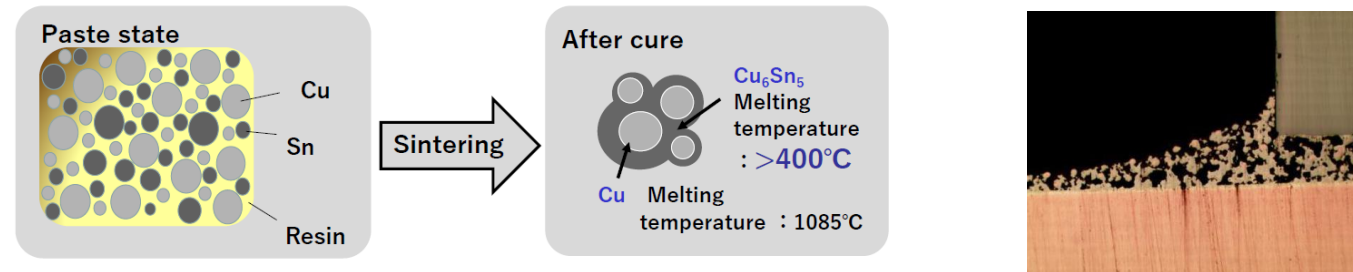 Paste state
Cu
Sn
Resin
Sintering
After cure
Cu₆Sn₅
Melting
temperature
: >400℃
Cu Melting
temperature : 1085℃